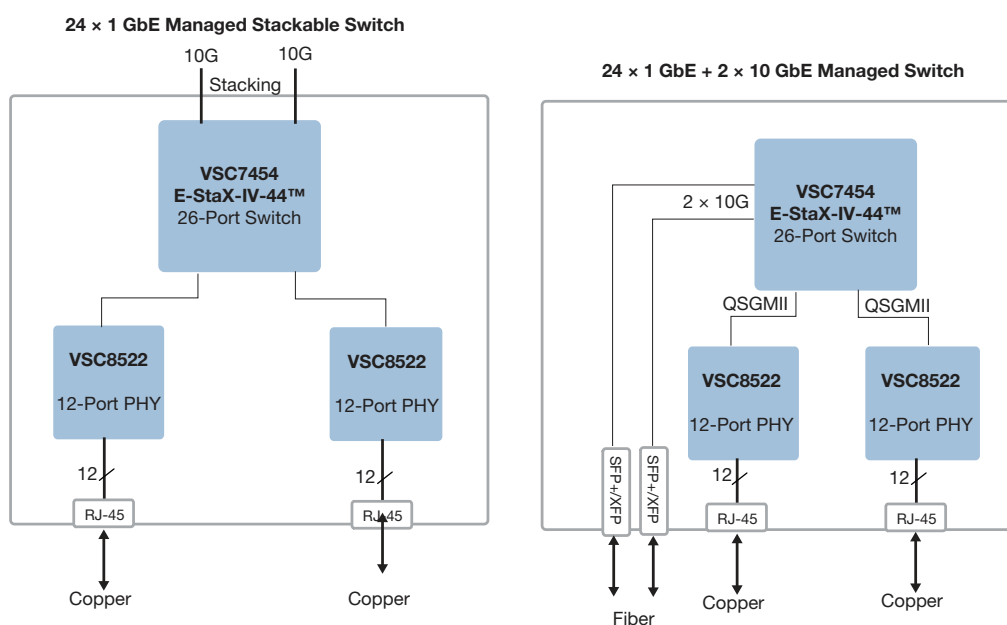 24 × 1 GbE Managed Stackable Switch
10G
10G
Stacking
VSC7454
E-StaX-IV-44™
26-Port Switch
VSC8522
12-Port PHY
VSC8522
12-Port PHY
12
12
RJ-45
RJ-45
Copper
Copper
24 × 1 GbE + 2 × 10 GbE Managed Switch
VSC7454
E-StaX-IV-44™
26-Port Switch
2 × 10G
QSGMII
QSGMII
VSC8522
12-Port PHY
VSC8522
12-Port PHY
12
12
SFP+/XFP
SFP+/XFP
RJ-45
RJ-45
Fiber
Copper
Copper